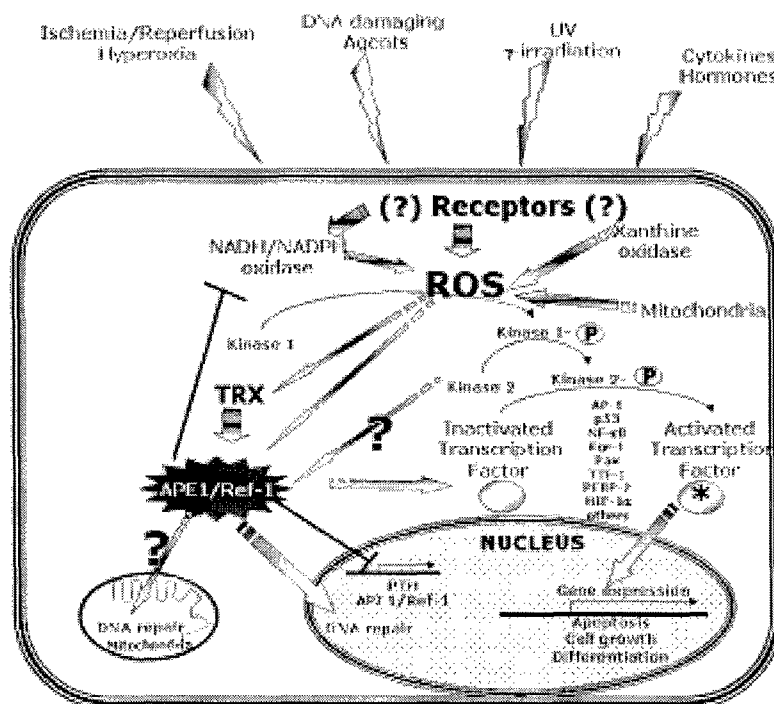 Ischemia/Reperfusion
Hyperoxia
DNA damaging
Agents
UV
γ-irradiation
Cytokines
Hormones
(?) Receptors (?)
NADH/NADPH
oxidase
Xanthine
oxidase
ROS
Mitochondria
Kinase 1
Kinase 1- P
Kinase 2
Kinase 2- P
TRX
?
Inactivated
Transcription
Factor
AP-1
p53
NF-κB
Egr-1
Pax
TTF-1
HIF-1α
others
Activated
Transcription
Factor
*
APE1/Ref-1
?
NUCLEUS
PTH
APE1/Ref-1
DNA repair
Gene expression
Apoptosis
Cell growth
Differentiation
DNA repair
Mitochondria